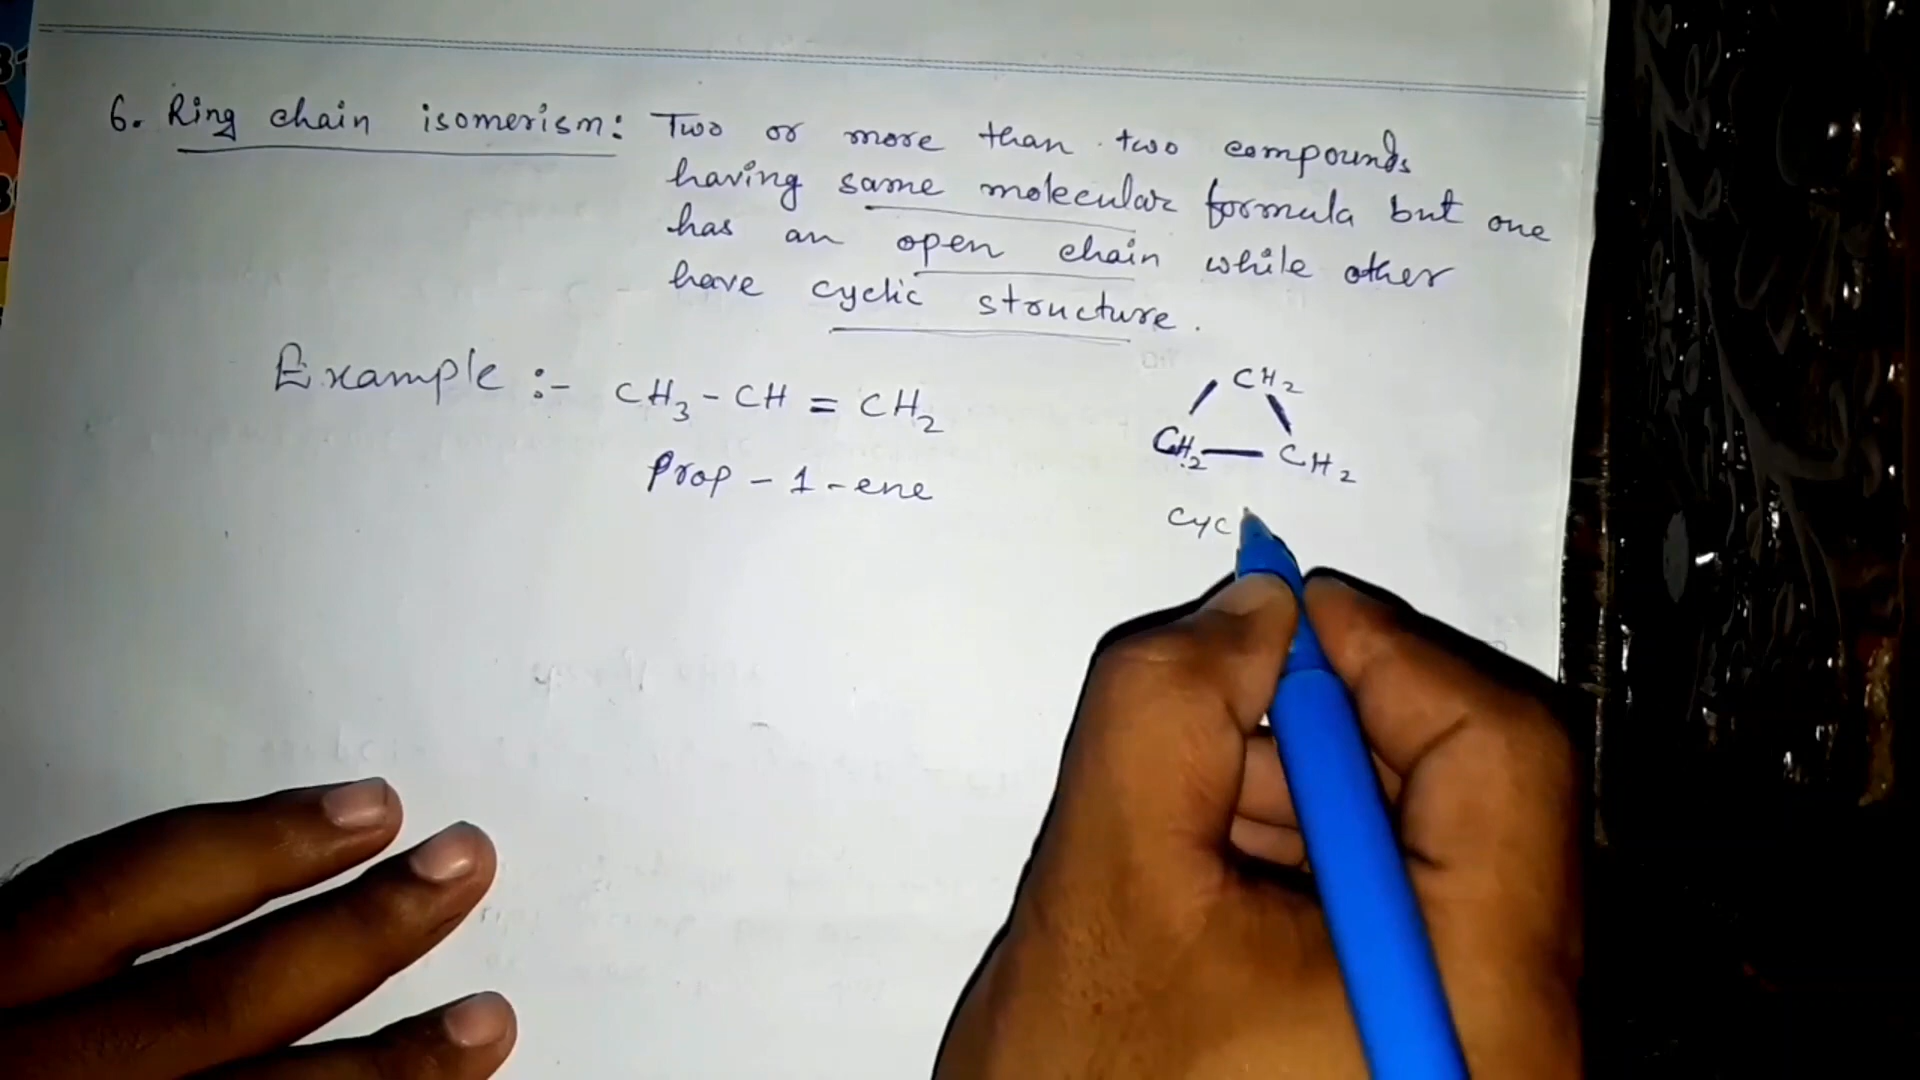 6. Ring chain isomerism: Two or more than two compounds
having same molecular formula but one
has an open chain while other
have cyclic structure.
Example :- CH3 - CH = CH2
Prop - 1 - ene
CH2
CH2 — CH2
cyc